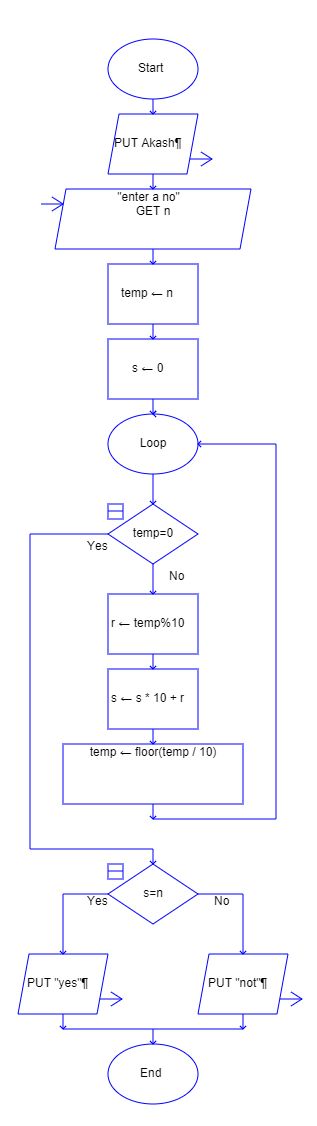 Start
PUT Akash¶
"enter a no"
GET n
temp ← n
s ← 0
Loop
temp=0
Yes
No
r ← temp%10
s ← s * 10 + r
temp ← floor(temp / 10)
s=n
Yes
No
PUT "yes"¶
PUT "not"¶
End